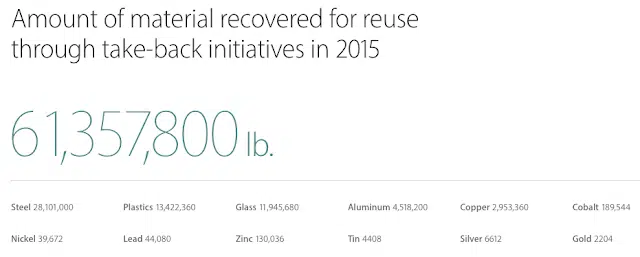 Amount of material recovered for reuse
through take-back initiatives in 2015
61,357,800 lb.
Steel 28,101,000 Plastics 13,422,360 Glass 11,945,680 Aluminum 4,518,200 Copper 2,953,360 Cobalt 189,544
Nickel 39,672 Lead 44,080 Zinc 130,036 Tin 4408 Silver 6612 Gold 2204